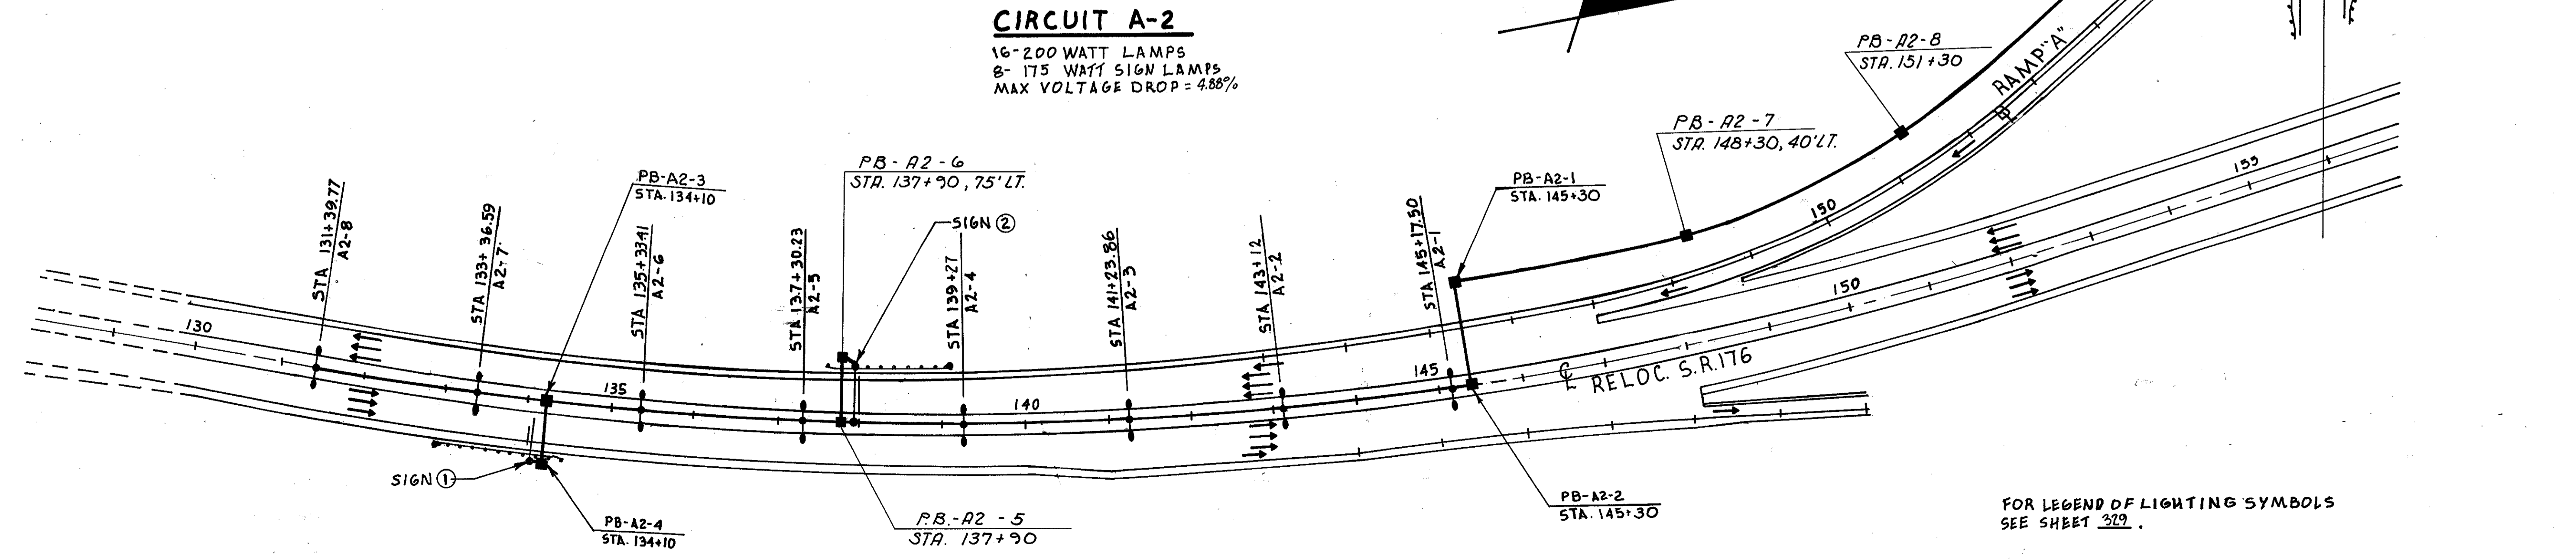 CIRCUIT A-2
16-200 WATT LAMPS
8- 175 WATT SIGN LAMPS
MAX VOLTAGE DROP = 4.88%
PB-A2-8
STA. 151+30
RAMP "A"
PB-A2-7
STA. 148+30, 40' LT.
PB-A2-6
STA. 137+90, 75' LT.
PB-A2-3
STA. 134+10
PB-A2-1
STA. 145+30
SIGN 2
STA 131+39.77
A2-8
STA 133+36.59
A2-7
STA 135+33.41
A2-6
STA 137+30.23
A2-5
STA 139+27
A2-4
STA 141+23.86
A2-3
STA 143+12
A2-2
STA 145+17.50
A2-1
155
150
150
130
135
140
145
℄ RELOC. S.R. 176
SIGN 1
PB-A2-4
STA. 134+10
P.B.-A2-5
STA. 137+90
PB-A2-2
STA. 145+30
FOR LEGEND OF LIGHTING SYMBOLS
SEE SHEET 329.